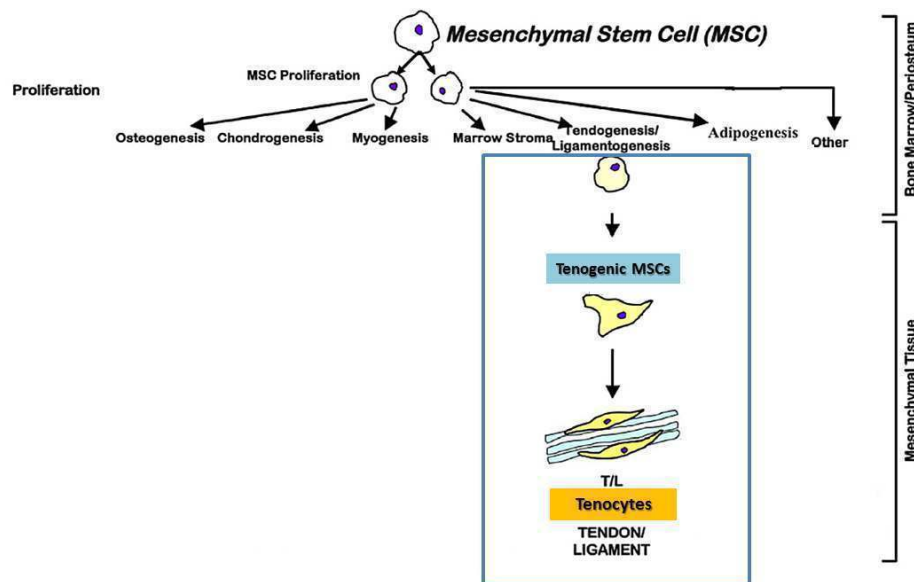 Mesenchymal Stem Cell (MSC)
MSC Proliferation
Proliferation
Osteogenesis
Chondrogenesis
Myogenesis
Marrow Stroma
Tendogenesis/
Ligamentogenesis
Adipogenesis
Other
Bone Marrow/Periosteum
Tenogenic MSCs
Mesenchymal Tissue
T/L
Tenocytes
TENDON/
LIGAMENT